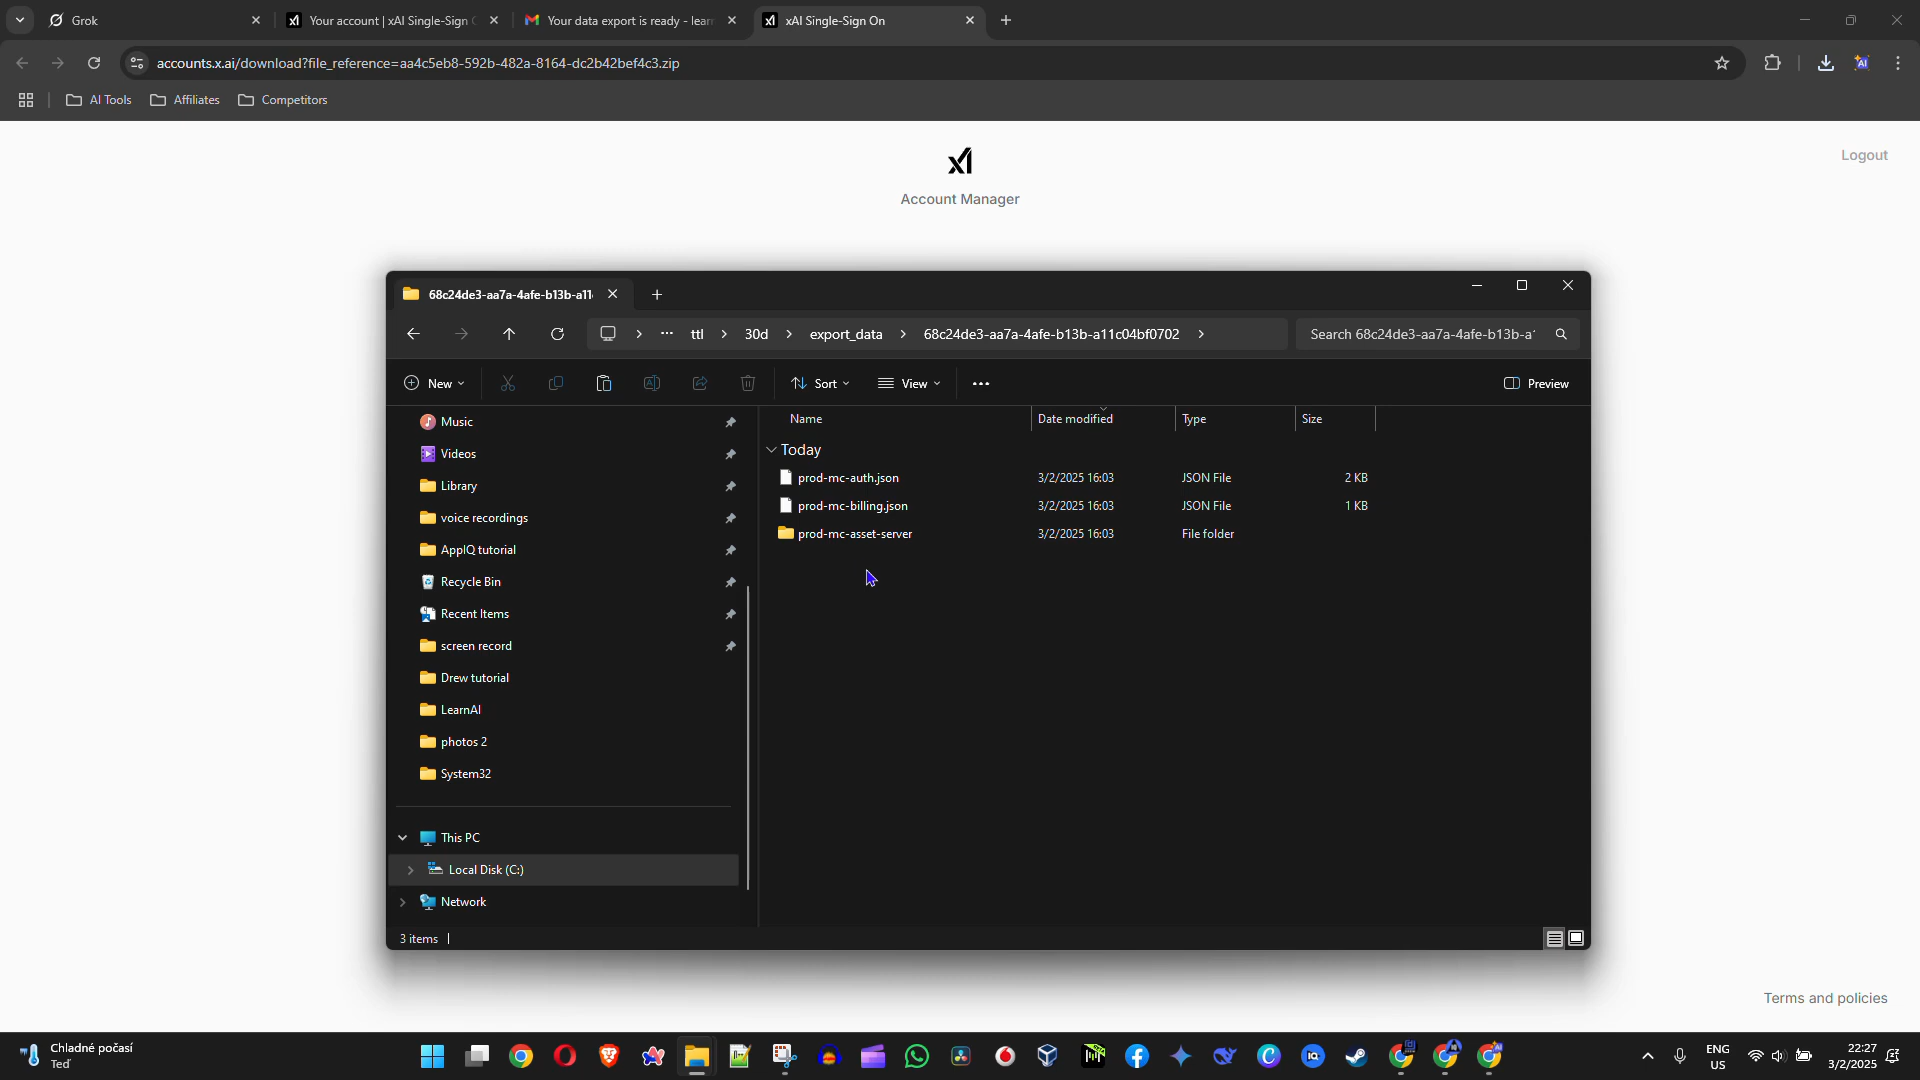 Grok
Your account | xAI Single-Sign
Your data export is ready - lear
xAI Single-Sign On
accounts.x.ai/download?file_reference=aa4c5eb8-592b-482a-8164-dc2b42bef4c3.zip
AI
AI Tools
Affiliates
Competitors
Logout
Account Manager
68c24de3-aa7a-4afe-b13b-a11
ttl
30d
export_data
68c24de3-aa7a-4afe-b13b-a11c04bf0702
Search 68c24de3-aa7a-4afe-b13b-a
New
Sort
View
Preview
Name
Date modified
Type
Size
Music
Videos
Library
voice recordings
ApplQ tutorial
Recycle Bin
Recent Items
screen record
Drew tutorial
LearnAI
photos 2
System32
This PC
Local Disk (C:)
Network
Today
prod-mc-auth.json 3/2/2025 16:03 JSON File 2 KB
prod-mc-billing.json 3/2/2025 16:03 JSON File 1 KB
prod-mc-asset-server 3/2/2025 16:03 File folder
3 items
Terms and policies
Chladné počasí
Teď
IQ
ENG
US
22:27
3/2/2025